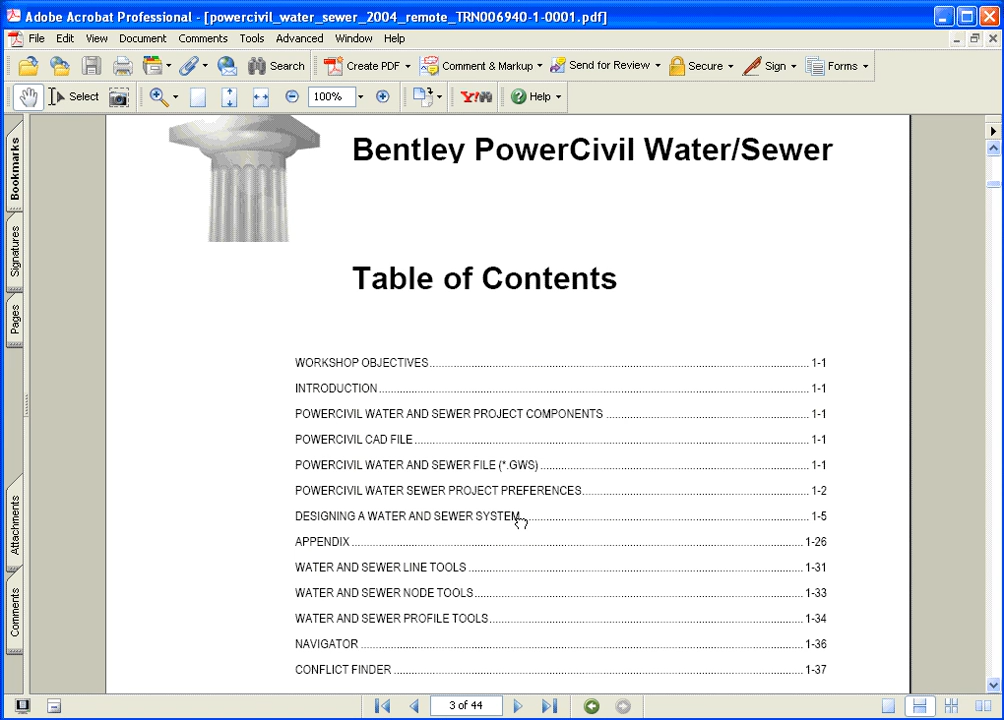 Adobe Acrobat Professional - [powercivil_water_sewer_2004_remote_TRN006940-1-0001.pdf]
File Edit View Document Comments Tools Advanced Window Help
Search Create PDF Comment & Markup Send for Review Secure Sign Forms
Select 100% Y! Help
Bookmarks
Signatures
Pages
Attachments
Comments
Bentley PowerCivil Water/Sewer
Table of Contents
WORKSHOP OBJECTIVES 1-1
INTRODUCTION 1-1
POWERCIVIL WATER AND SEWER PROJECT COMPONENTS 1-1
POWERCIVIL CAD FILE 1-1
POWERCIVIL WATER AND SEWER FILE (*.GWS) 1-1
POWERCIVIL WATER SEWER PROJECT PREFERENCES 1-2
DESIGNING A WATER AND SEWER SYSTEM 1-5
APPENDIX 1-26
WATER AND SEWER LINE TOOLS 1-31
WATER AND SEWER NODE TOOLS 1-33
WATER AND SEWER PROFILE TOOLS 1-34
NAVIGATOR 1-36
CONFLICT FINDER 1-37
3 of 44